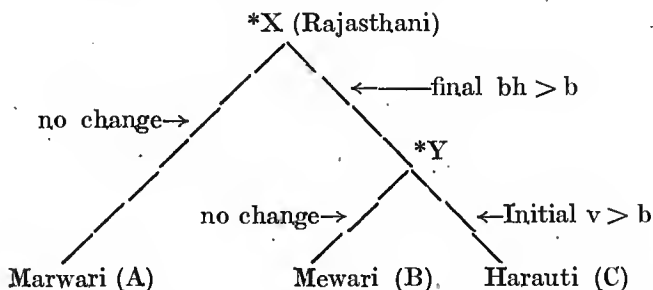 *X (Rajasthani)
←final bh > b
no change→
*Y
no change→
←Initial v > b
Marwari (A)
Mewari (B)
Harauti (C)